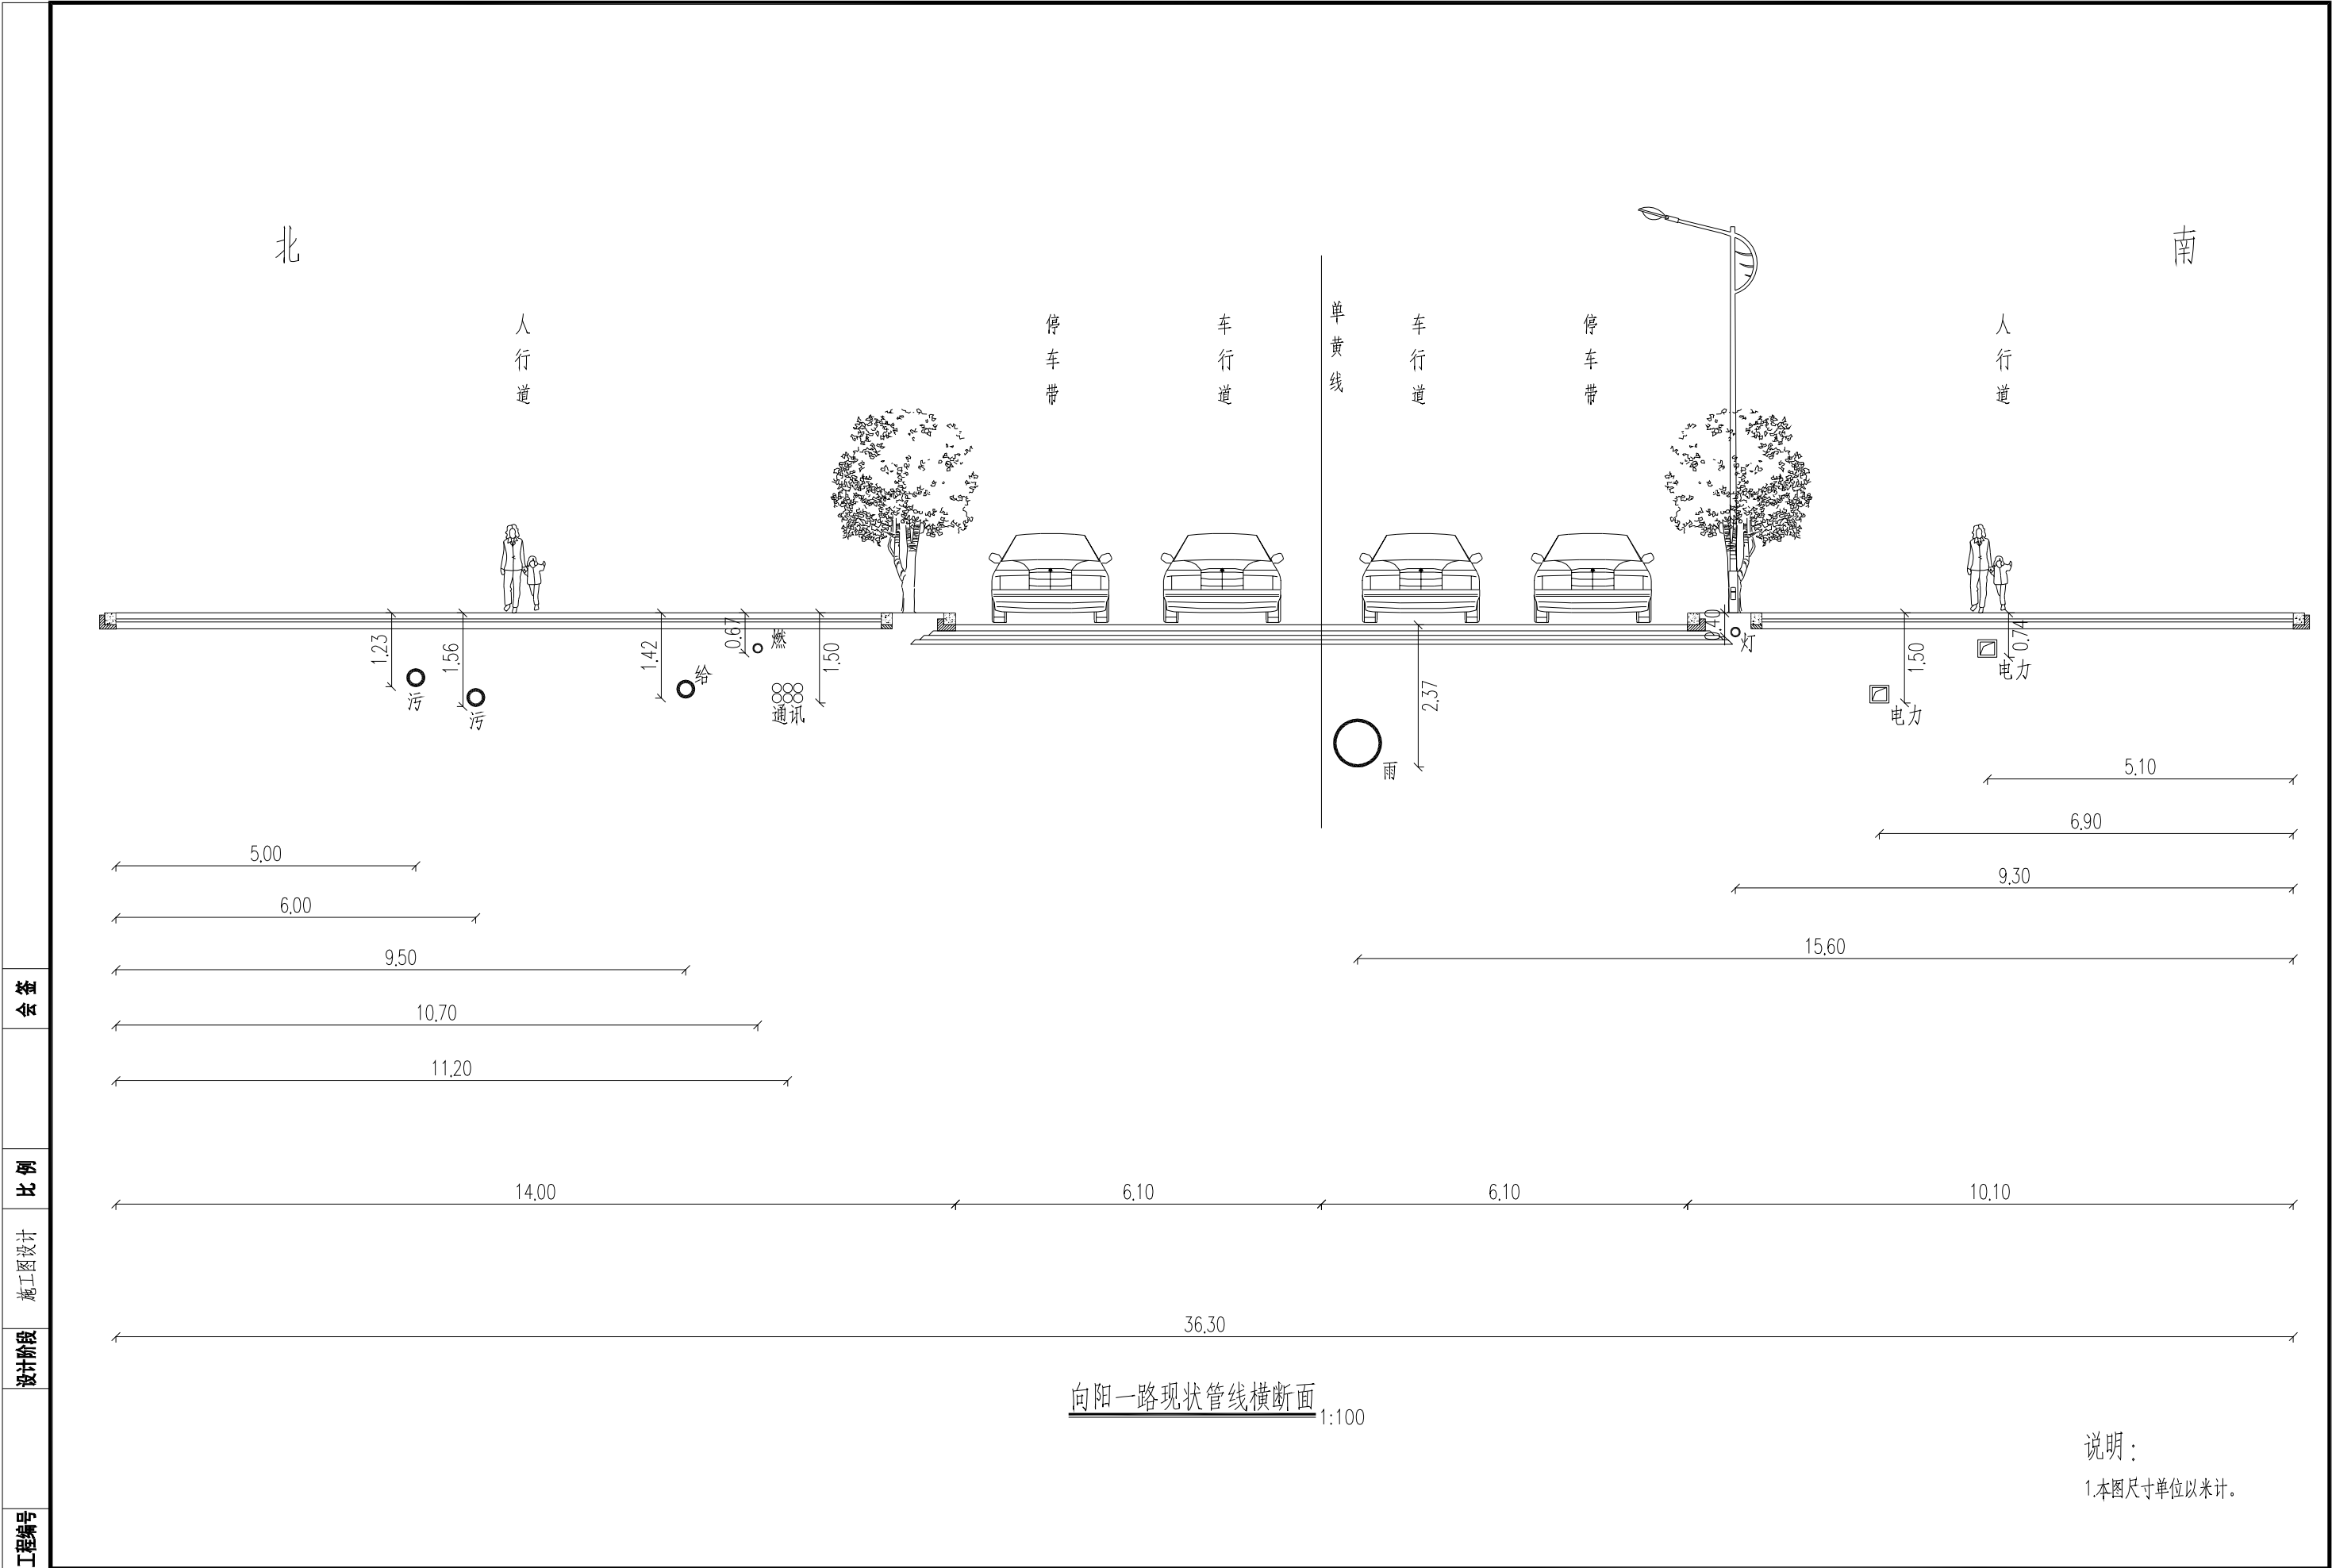 北
南
人行道
停车带
车行道
单黄线
车行道
停车带
人行道
1.23
污
1.56
污
1.42
给
0.67
燃
通讯
1.50
2.37
雨
0.40
灯
1.50
电力
0.74
电力
5.10
6.90
9.30
15.60
5.00
6.00
9.50
10.70
11.20
14.00
6.10
6.10
10.10
36.30
向阳一路现状管线横断面
1:100
说明：
1.本图尺寸单位以米计。
会签
比例
施工图设计
设计阶段
工程编号